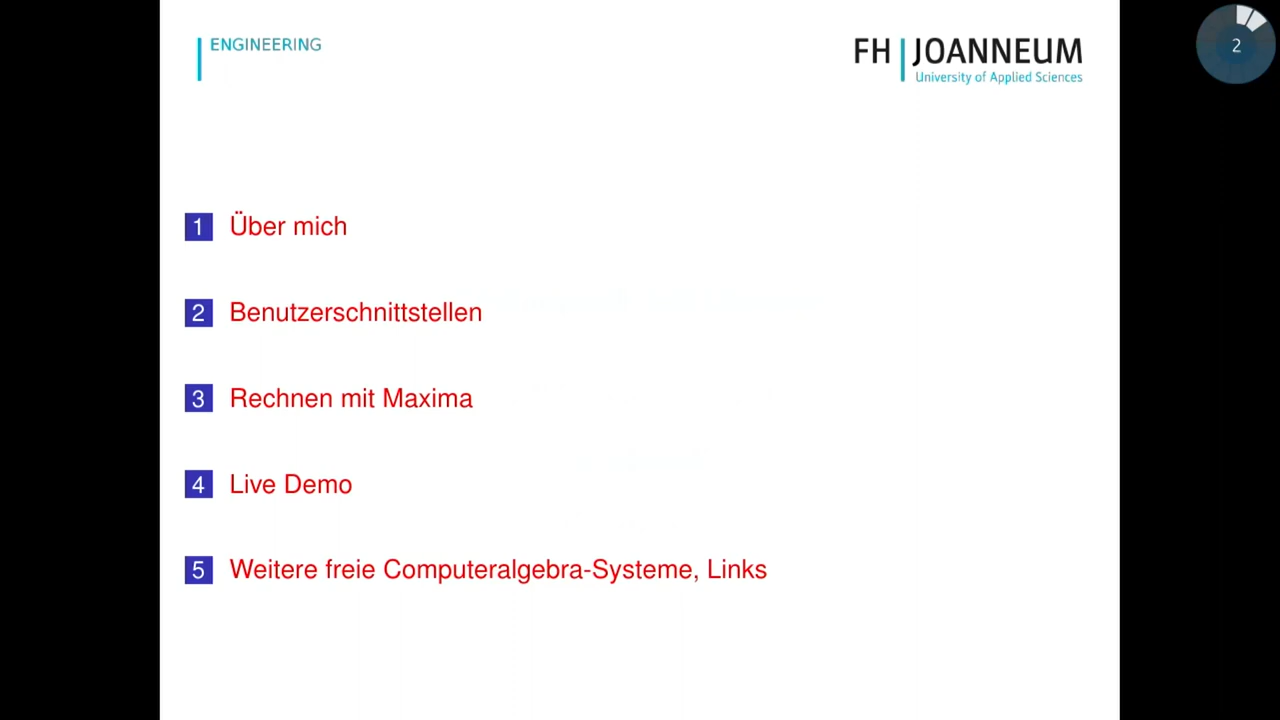 ENGINEERING
FH JOANNEUM
University of Applied Sciences
2
1 Über mich
2 Benutzerschnittstellen
3 Rechnen mit Maxima
4 Live Demo
5 Weitere freie Computeralgebra-Systeme, Links